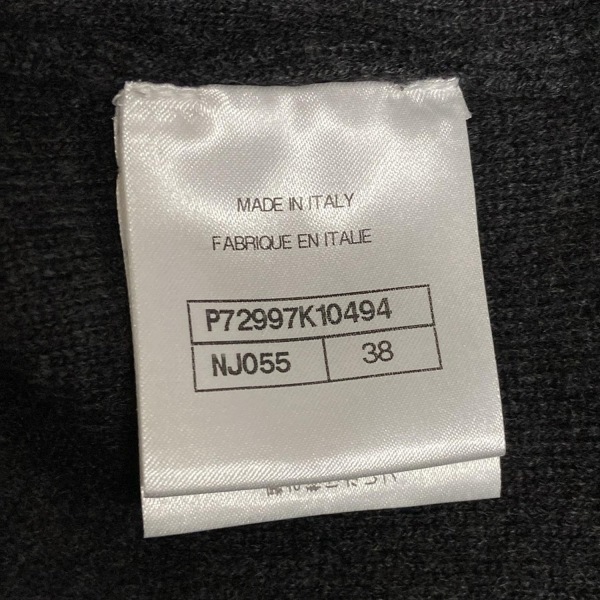 MADE IN ITALY
FABRIQUE EN ITALIE
P72997K10494
NJ055 38